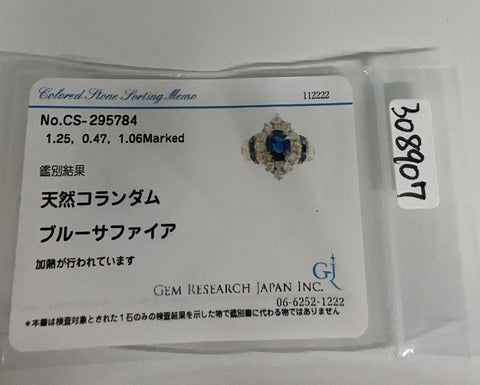 Colored Stone Sorting Memo
112222
No.CS-295784
1.25, 0.47, 1.06Marked
鑑別結果
天然コランダム
ブルーサファイア
加熱が行われています
GJ
GEM RESEARCH JAPAN INC.
06-6252-1222
*本書は検査対象とされた1石のみの検査結果を示した物で鑑別書に代わる物ではありません
308907